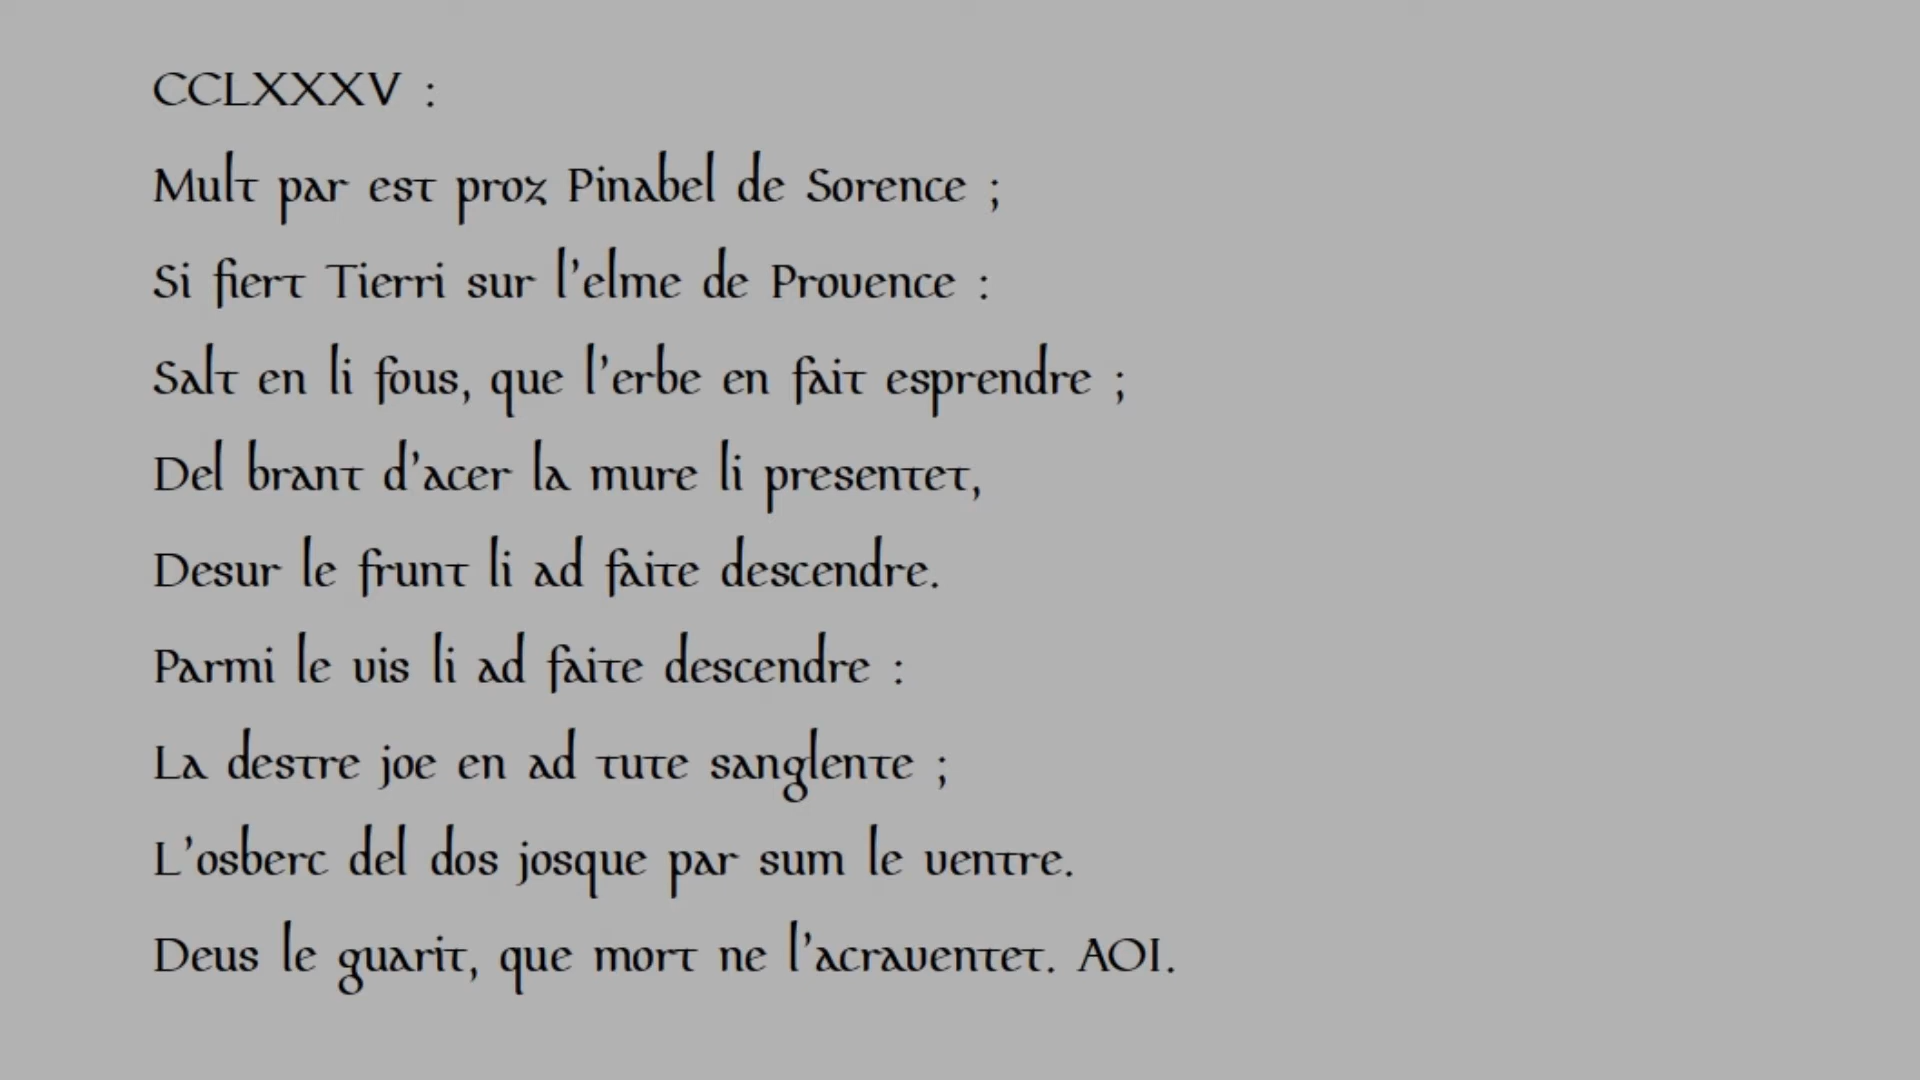 CCLXXXV :
Mult par est proz Pinabel de Sorence ;
Si fiert Tierri sur l'elme de Provence :
Salt en li fous, que l'erbe en fait esprendre ;
Del brant d'acer la mure li presentet,
Desur le frunt li ad faite descendre.
Parmi le vis li ad faite descendre :
La destre joe en ad tute sanglente ;
L'osberc del dos josque par sum le ventre.
Deus le guarit, que mort ne l'acraventet. AOI.